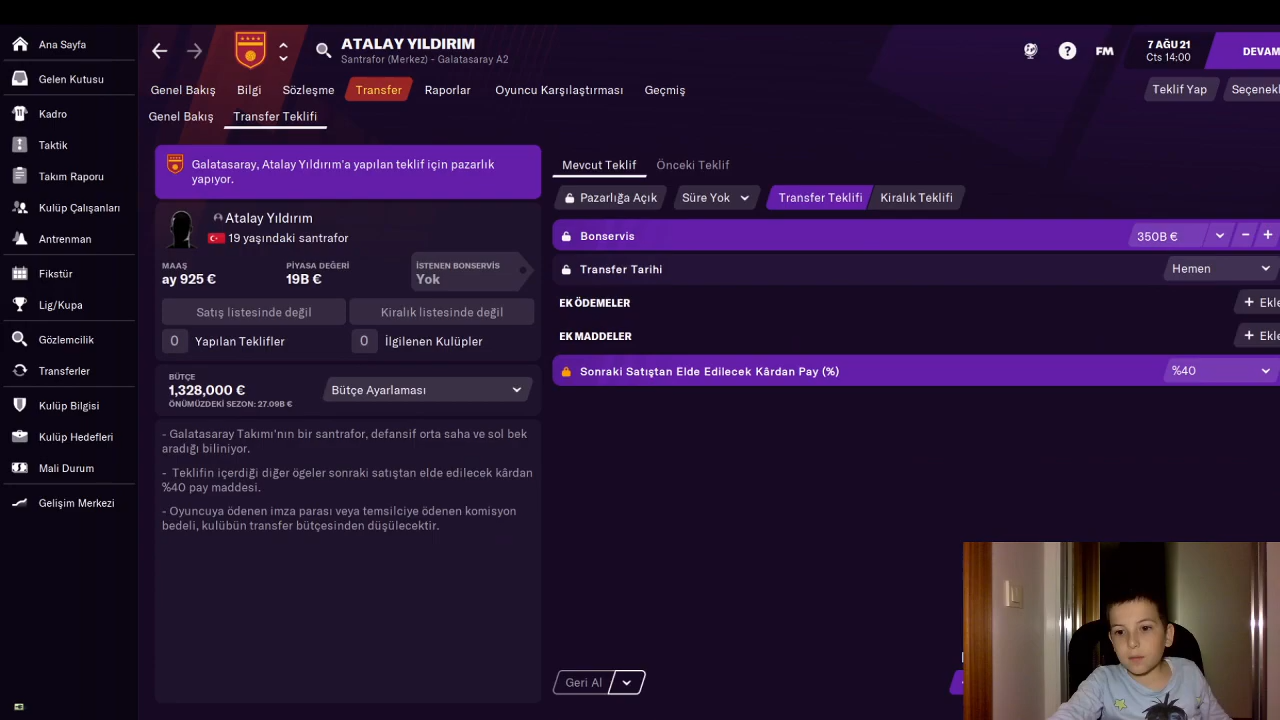 Ana Sayfa
Gelen Kutusu
Kadro
Taktik
Takım Raporu
Kulüp Çalışanları
Antrenman
Fikstür
Lig/Kupa
Gözlemcilik
Transferler
Kulüp Bilgisi
Kulüp Hedefleri
Mali Durum
Gelişim Merkezi
ATALAY YILDIRIM
Santrafor (Merkez) - Galatasaray A2
FM
7 AĞU 21
Cts 14:00
DEVAM
Genel Bakış
Bilgi
Sözleşme
Transfer
Raporlar
Oyuncu Karşılaştırması
Geçmiş
Teklif Yap
Seçenekl
Genel Bakış
Transfer Teklifi
Galatasaray, Atalay Yıldırım'a yapılan teklif için pazarlık
yapıyor.
Atalay Yıldırım
19 yaşındaki santrafor
MAAŞ
ay 925 €
PİYASA DEĞERİ
19B €
İSTENEN BONSERVİS
Yok
Satış listesinde değil
Kiralık listesinde değil
0 Yapılan Teklifler
0 İlgilenen Kulüpler
BÜTÇE
1,328,000 €
ÖNÜMÜZDEKİ SEZON: 27.09B €
Bütçe Ayarlaması
- Galatasaray Takımı'nın bir santrafor, defansif orta saha ve sol bek
aradığı biliniyor.
- Teklifin içerdiği diğer ögeler sonraki satıştan elde edilecek kârdan
%40 pay maddesi.
- Oyuncuya ödenen imza parası veya temsilciye ödenen komisyon
bedeli, kulübün transfer bütçesinden düşülecektir.
Mevcut Teklif
Önceki Teklif
Pazarlığa Açık
Süre Yok
Transfer Teklifi
Kiralık Teklifi
Bonservis
350B €
Transfer Tarihi
Hemen
EK ÖDEMELER
+ Ekle
EK MADDELER
+ Ekle
Sonraki Satıştan Elde Edilecek Kârdan Pay (%)
%40
Geri Al